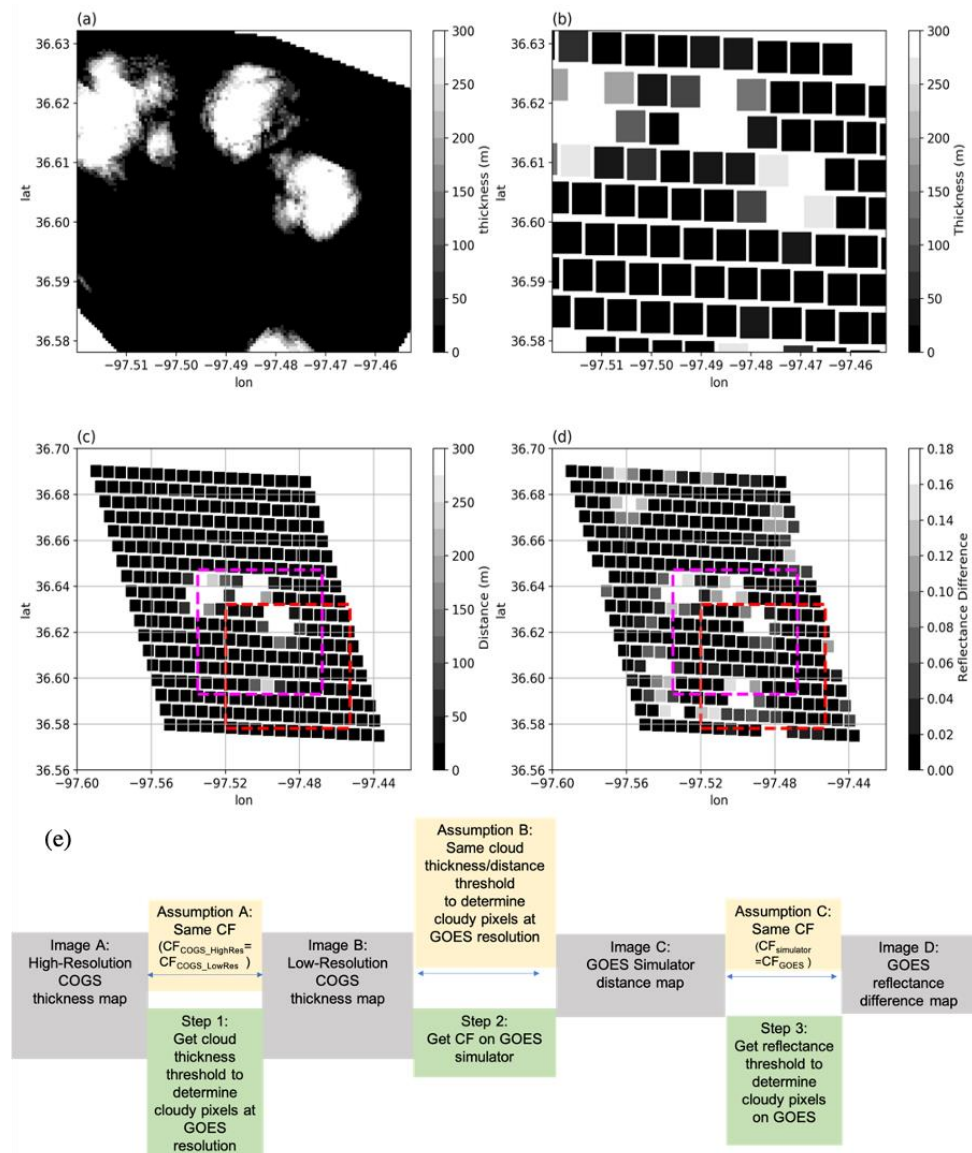 (a)
36.63
36.62
36.61
36.60
36.59
36.58
lat
−97.51 −97.50 −97.49 −97.48 −97.47 −97.46
lon
300
250
200
150
100
50
0
thickness (m)
(b)
36.63
36.62
36.61
36.60
36.59
36.58
lat
−97.51 −97.50 −97.49 −97.48 −97.47 −97.46
lon
300
250
200
150
100
50
0
Thickness (m)
(c)
36.70
36.68
36.66
36.64
36.62
36.60
36.58
36.56
lat
−97.60 −97.56 −97.52 −97.48 −97.44
lon
300
250
200
150
100
50
0
Distance (m)
(d)
36.70
36.68
36.66
36.64
36.62
36.60
36.58
36.56
lat
−97.60 −97.56 −97.52 −97.48 −97.44
lon
0.18
0.16
0.14
0.12
0.10
0.08
0.06
0.04
0.02
0.00
Reflectance Difference
(e)
Image A:
High-Resolution
COGS
thickness map
Assumption A:
Same CF
(CFCOGS_HighRes=
CFCOGS_LowRes )
Step 1:
Get cloud
thickness
threshold to
determine
cloudy pixels at
GOES
resolution
Image B:
Low-Resolution
COGS
thickness map
Assumption B:
Same cloud
thickness/distance
threshold
to determine
cloudy pixels at
GOES resolution
Step 2:
Get CF on GOES
simulator
Image C:
GOES Simulator
distance map
Assumption C:
Same CF
(CFsimulator
=CFGOES )
Step 3:
Get reflectance
threshold to
determine
cloudy pixels
on GOES
Image D:
GOES
reflectance
difference map